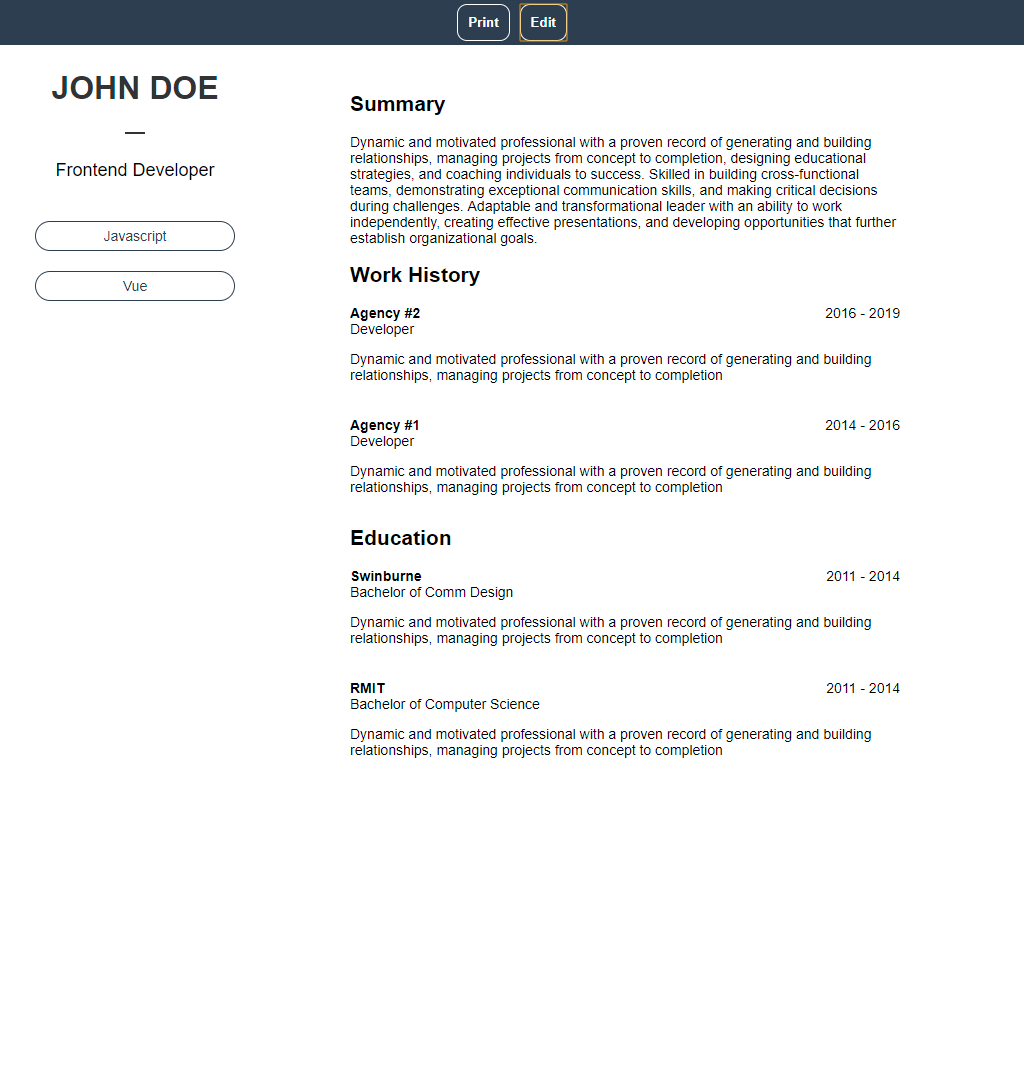 Print
Edit
JOHN DOE
Frontend Developer
Javascript
Vue
Summary
Dynamic and motivated professional with a proven record of generating and building
relationships, managing projects from concept to completion, designing educational
strategies, and coaching individuals to success. Skilled in building cross-functional
teams, demonstrating exceptional communication skills, and making critical decisions
during challenges. Adaptable and transformational leader with an ability to work
independently, creating effective presentations, and developing opportunities that further
establish organizational goals.
Work History
Agency #2 2016 - 2019
Developer
Dynamic and motivated professional with a proven record of generating and building
relationships, managing projects from concept to completion
Agency #1 2014 - 2016
Developer
Dynamic and motivated professional with a proven record of generating and building
relationships, managing projects from concept to completion
Education
Swinburne 2011 - 2014
Bachelor of Comm Design
Dynamic and motivated professional with a proven record of generating and building
relationships, managing projects from concept to completion
RMIT 2011 - 2014
Bachelor of Computer Science
Dynamic and motivated professional with a proven record of generating and building
relationships, managing projects from concept to completion